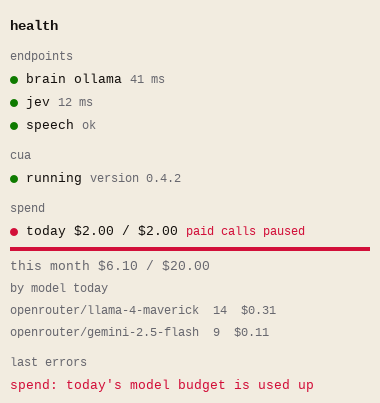 health
endpoints
brain ollama 41 ms
jev 12 ms
speech ok
cua
running version 0.4.2
spend
today $2.00 / $2.00 paid calls paused
this month $6.10 / $20.00
by model today
openrouter/llama-4-maverick 14 $0.31
openrouter/gemini-2.5-flash 9 $0.11
last errors
spend: today's model budget is used up